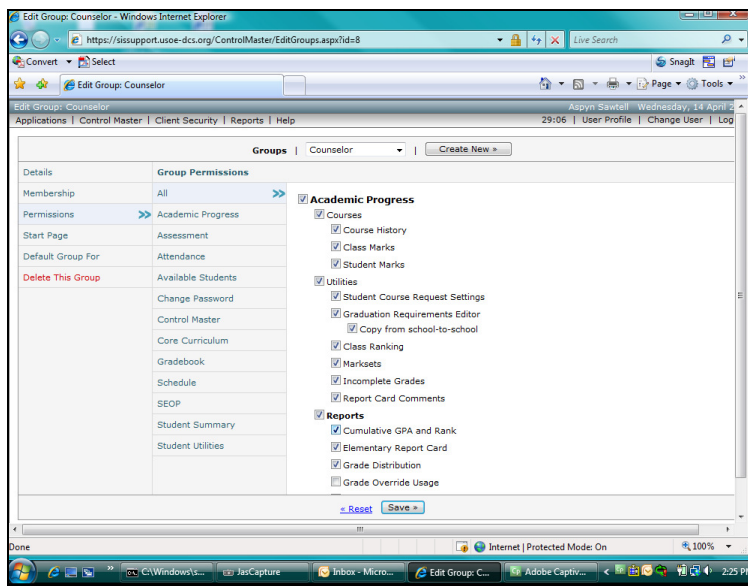 Edit Group: Counselor - Windows Internet Explorer
https://sissupport.usoe-dcs.org/ControlMaster/EditGroups.aspx?id=8
Live Search
Convert Select
SnagIt
Edit Group: Counselor
Page Tools
Edit Group: Counselor Aspyn Sawtell Wednesday, 14 April 2
Applications | Control Master | Client Security | Reports | Help 29:06 | User Profile | Change User | Log
Groups | Counselor | Create New »
Details Group Permissions
Membership All
Permissions Academic Progress
Start Page Assessment
Default Group For Attendance
Delete This Group Available Students
Change Password
Control Master
Core Curriculum
Gradebook
Schedule
SEOP
Student Summary
Student Utilities
Academic Progress
Courses
Course History
Class Marks
Student Marks
Utilities
Student Course Request Settings
Graduation Requirements Editor
Copy from school-to-school
Class Ranking
Marksets
Incomplete Grades
Report Card Comments
Reports
Cumulative GPA and Rank
Elementary Report Card
Grade Distribution
Grade Override Usage
« Reset Save »
Done Internet | Protected Mode: On 100%
C:\Windows\s... JasCapture Inbox - Micro... Edit Group: C... Adobe Captiv... 2:25 P